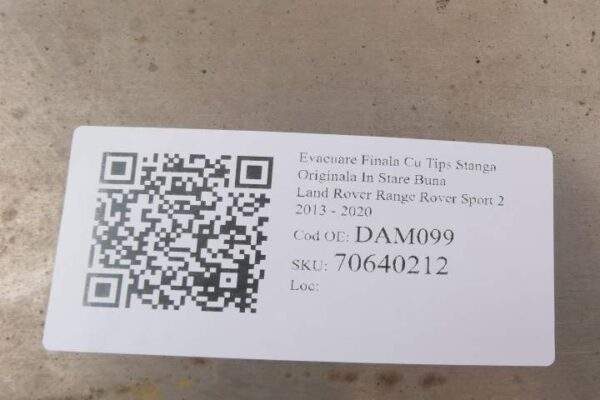 Evacuare Finala Cu Tips Stanga
Originala In Stare Buna
Land Rover Range Rover Sport 2
2013 - 2020
Cod OE: DAM099
SKU: 70640212
Loc: